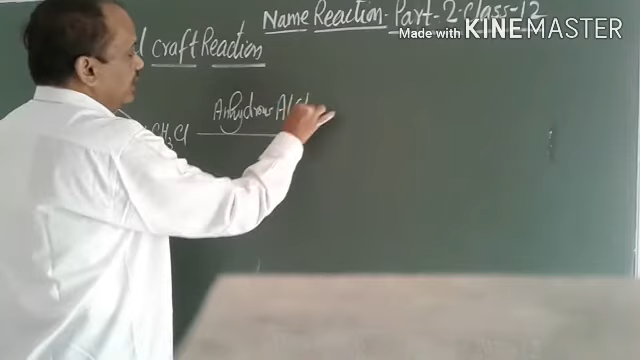 Name Reaction - Part-2 - Class-12
Made with KINEMASTER
l craft Reaction
CH3Cl
Anhydrous AlCl